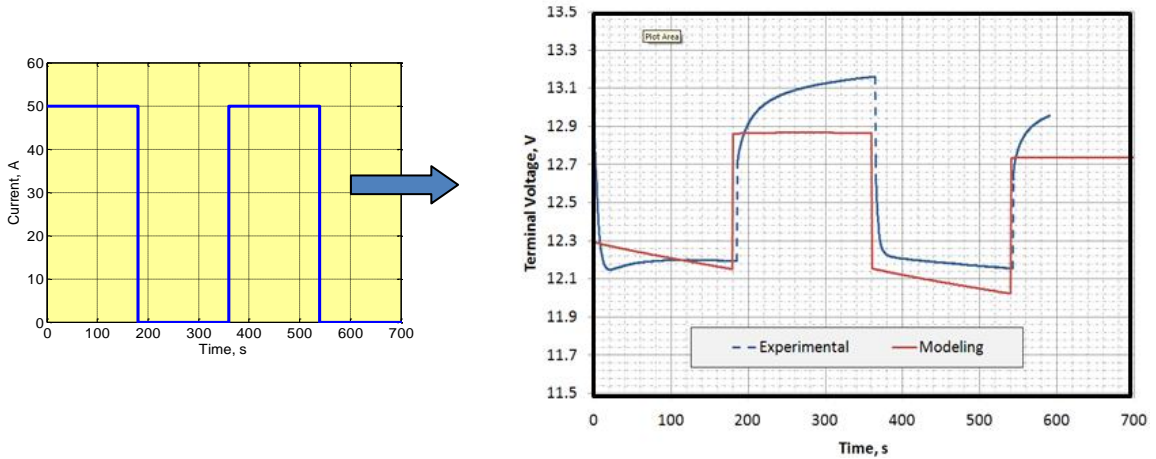 60
50
40
30
20
10
0
0 100 200 300 400 500 600 700
Current, A
Time, s
13.5
13.3
13.1
12.9
12.7
12.5
12.3
12.1
11.9
11.7
11.5
Terminal Voltage, V
Plot Area
Experimental Modeling
0 100 200 300 400 500 600 700
Time, s